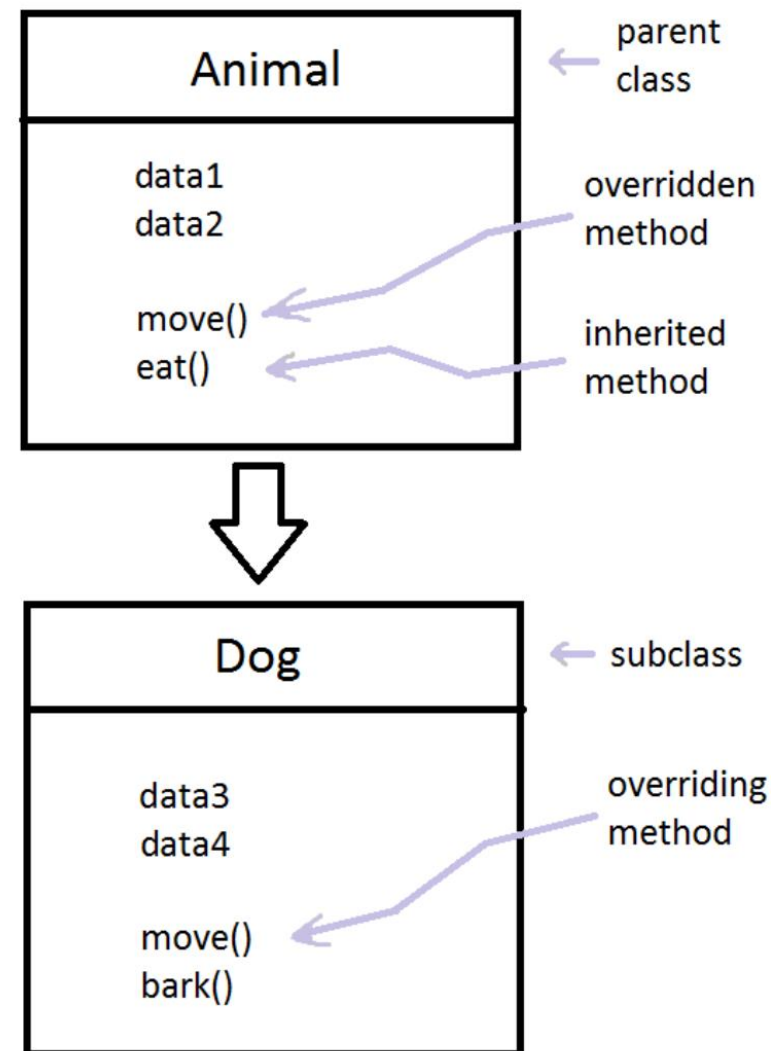 Animal
parent
class
data1
data2
overridden
method
move()
eat()
inherited
method
Dog
subclass
data3
data4
overriding
method
move()
bark()